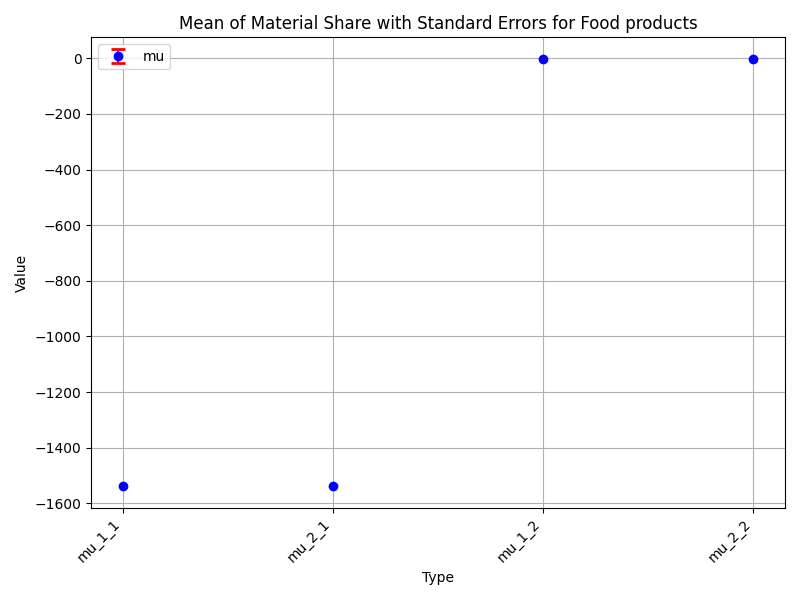 Mean of Material Share with Standard Errors for Food products
mu
0
−200
−400
−600
−800
−1000
−1200
−1400
−1600
Value
mu_1_1
mu_2_1
mu_1_2
mu_2_2
Type